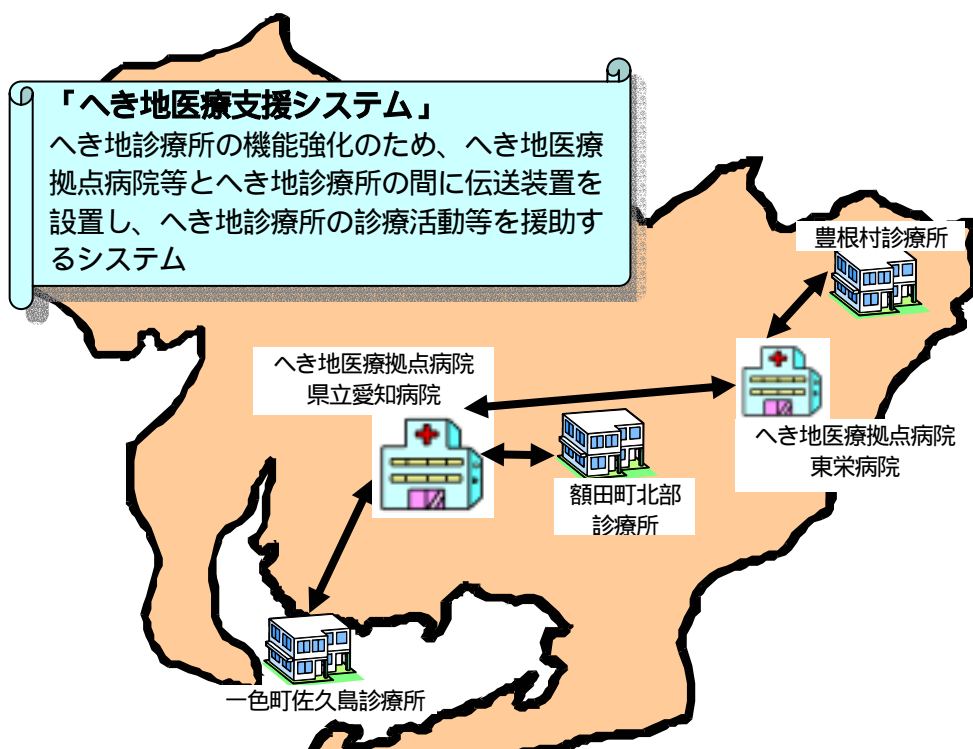 「へき地医療支援システム」
へき地診療所の機能強化のため、へき地医療
拠点病院等とへき地診療所の間に伝送装置を
設置し、へき地診療所の診療活動等を援助す
るシステム
豊根村診療所
へき地医療拠点病院
県立愛知病院
へき地医療拠点病院
東栄病院
額田町北部
診療所
一色町佐久島診療所